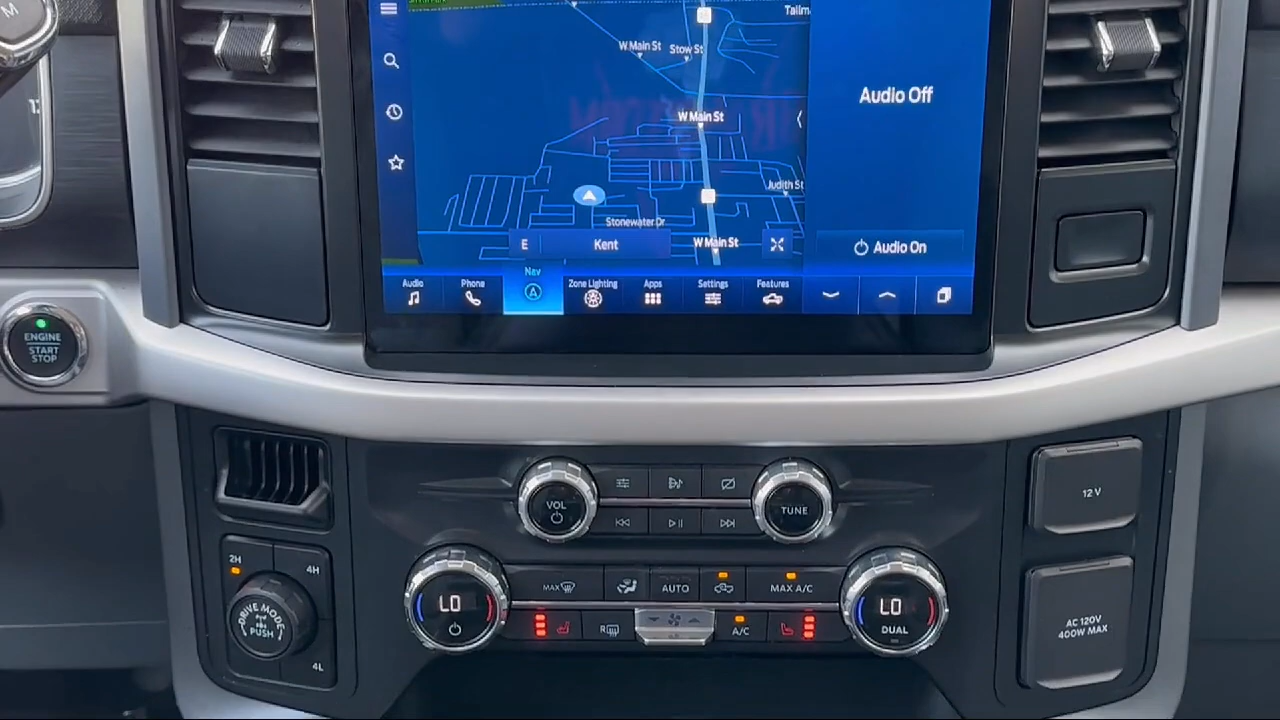 M
Tallm
W Main St
Stow St
Audio Off
W Main St
Judith St
Stonewater Dr
E
Kent
W Main St
Audio On
Audio
Phone
Nav
Zone Lighting
Apps
Settings
Features
ENGINE
START
STOP
VOL
TUNE
12 V
2H
4H
MAX
AUTO
MAX A/C
LO
LO
DUAL
DRIVE MODE
PUSH
R
A/C
4L
AC 120V
400W MAX